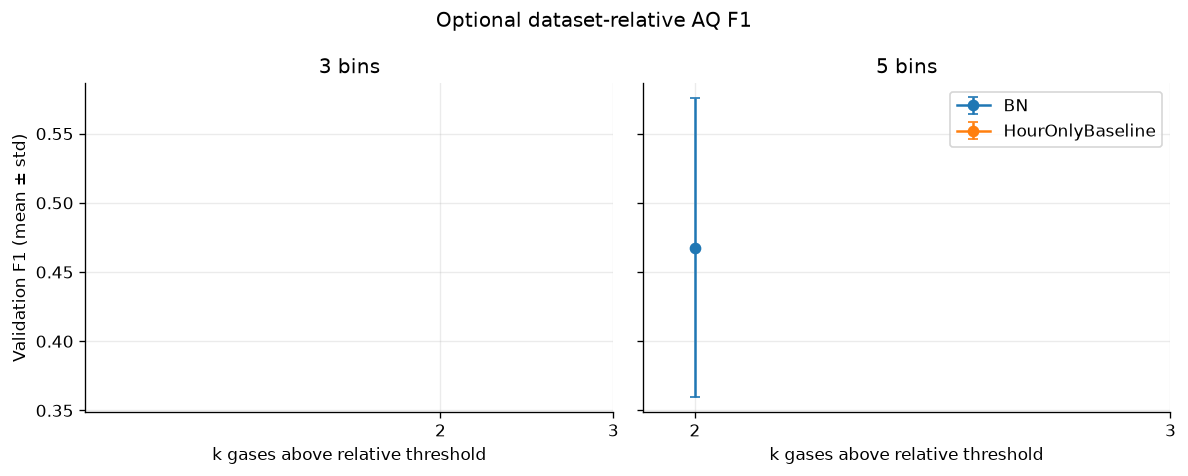 Optional dataset-relative AQ F1
3 bins
Validation F1 (mean ± std)
0.55
0.50
0.45
0.40
0.35
2
3
k gases above relative threshold
5 bins
BN
HourOnlyBaseline
2
3
k gases above relative threshold